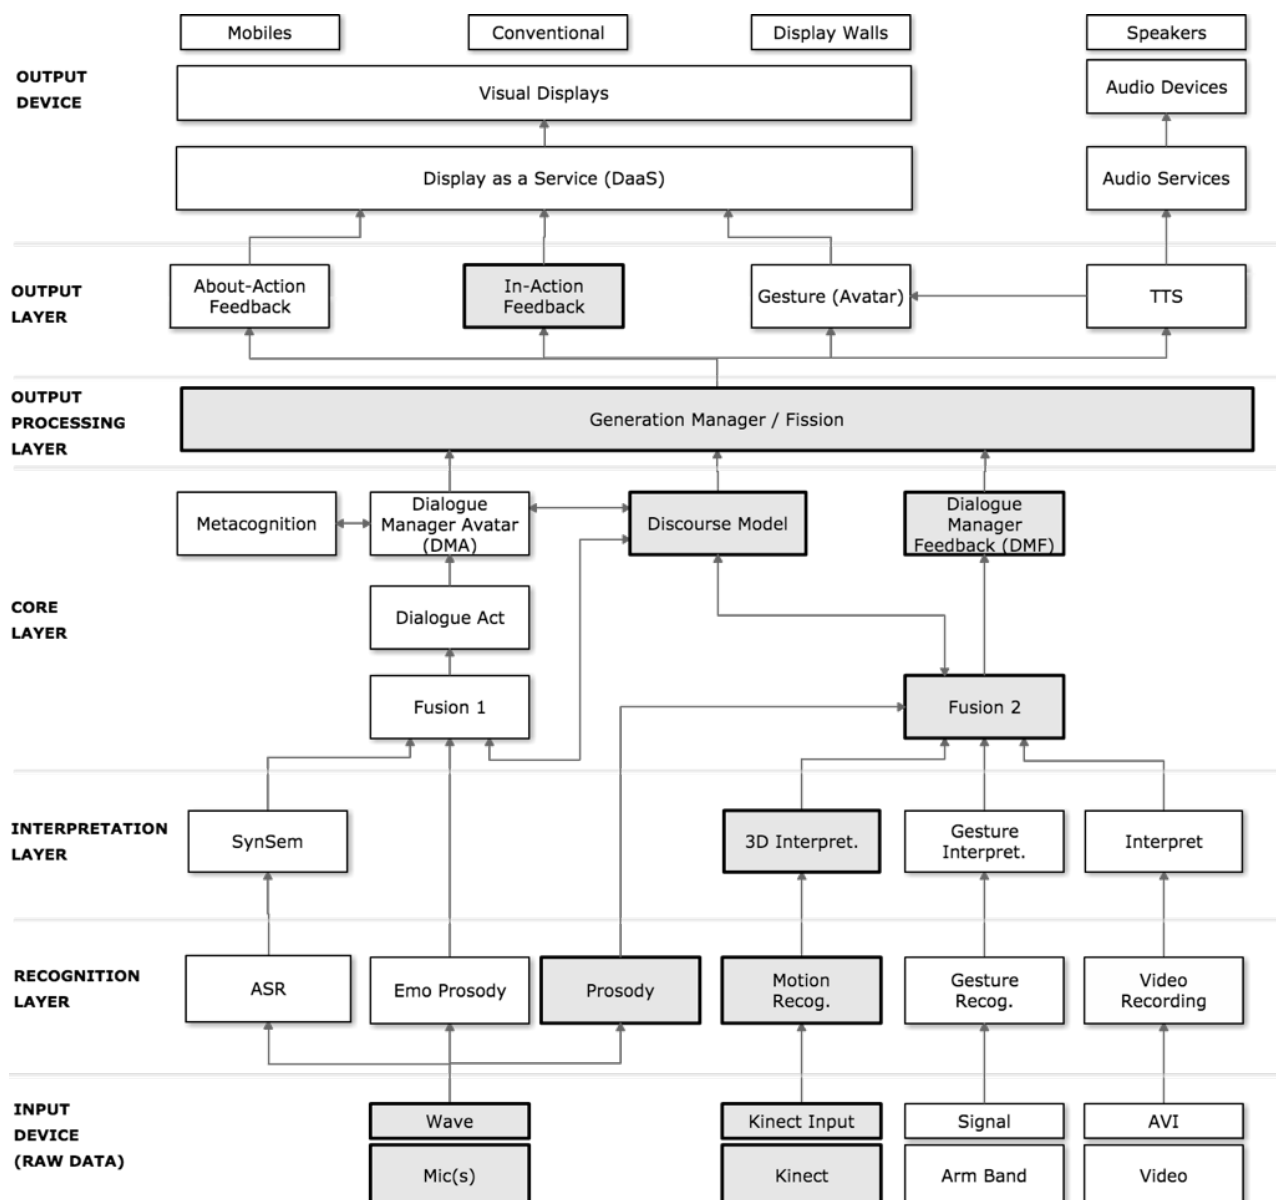 Mobiles
Conventional
Display Walls
Speakers
OUTPUT
DEVICE
Visual Displays
Audio Devices
Display as a Service (DaaS)
Audio Services
OUTPUT
LAYER
About-Action
Feedback
In-Action
Feedback
Gesture (Avatar)
TTS
OUTPUT
PROCESSING
LAYER
Generation Manager / Fission
CORE
LAYER
Metacognition
Dialogue
Manager Avatar
(DMA)
Discourse Model
Dialogue
Manager
Feedback (DMF)
Dialogue Act
Fusion 1
Fusion 2
INTERPRETATION
LAYER
SynSem
3D Interpret.
Gesture
Interpret.
Interpret
RECOGNITION
LAYER
ASR
Emo Prosody
Prosody
Motion
Recog.
Gesture
Recog.
Video
Recording
INPUT
DEVICE
(RAW DATA)
Wave
Kinect Input
Signal
AVI
Mic(s)
Kinect
Arm Band
Video